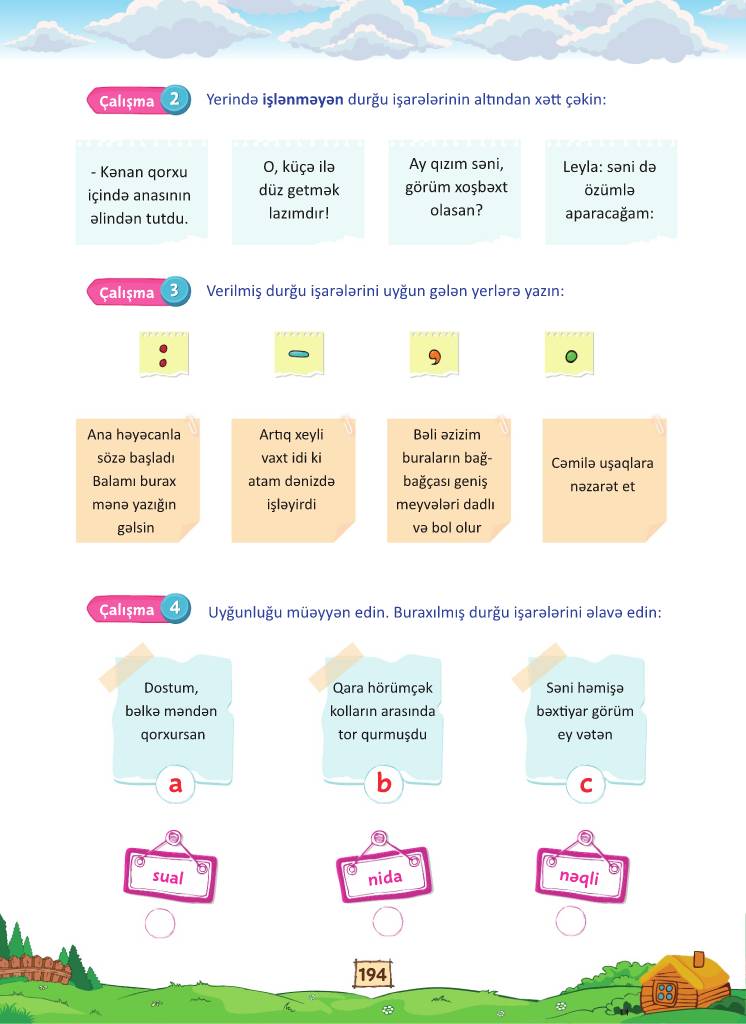 Çalışma 2 Yerində işlənməyən durğu işarələrinin altından xətt çəkin:
- Kənan qorxu
içində anasının
əlindən tutdu.
O, küçə ilə
düz getmək
lazımdır!
Ay qızım səni,
görüm xoşbəxt
olasan?
Leyla: səni də
özümlə
aparacağam:
Çalışma 3 Verilmiş durğu işarələrini uyğun gələn yerlərə yazın:
: - , .
Ana həyəcanla
sözə başladı
Balamı burax
mənə yazığın
gəlsin
Artıq xeyli
vaxt idi ki
atam dənizdə
işləyirdi
Bəli əzizim
buraların bağ-
bağçası geniş
meyvələri dadlı
və bol olur
Cəmilə uşaqlara
nəzarət et
Çalışma 4 Uyğunluğu müəyyən edin. Buraxılmış durğu işarələrini əlavə edin:
Dostum,
bəlkə məndən
qorxursan
a
Qara hörümçək
kolların arasında
tor qurmuşdu
b
Səni həmişə
bəxtiyar görüm
ey vətən
c
sual
nida
nəqli
194